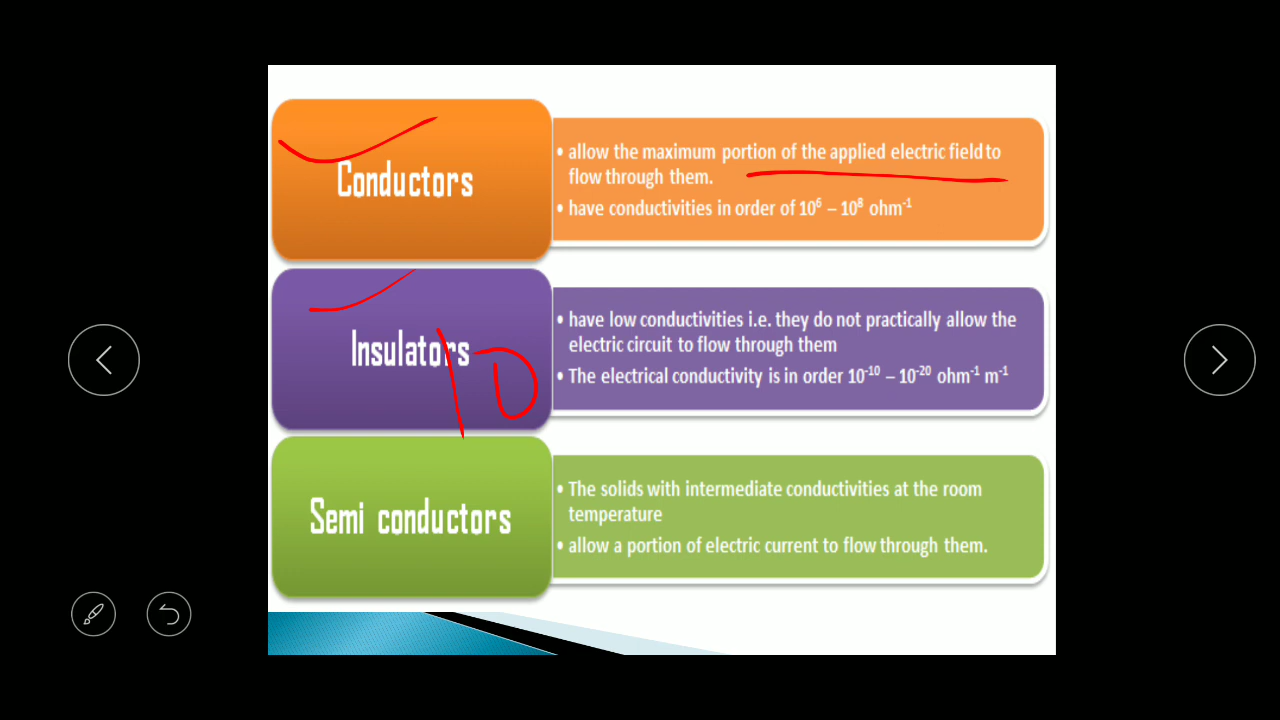 Conductors
• allow the maximum portion of the applied electric field to
flow through them.
• have conductivities in order of 10⁶ – 10⁸ ohm⁻¹
Insulators
• have low conductivities i.e. they do not practically allow the
electric circuit to flow through them
• The electrical conductivity is in order 10⁻¹⁰ – 10⁻²⁰ ohm⁻¹ m⁻¹
Semi conductors
• The solids with intermediate conductivities at the room
temperature
• allow a portion of electric current to flow through them.